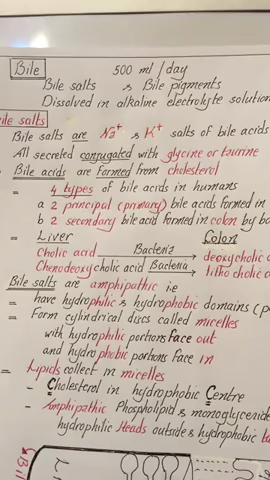 Bile 500 ml/day
Bile salts & Bile pigments
Dissolved in alkaline electrolyte solution
Bile salts
Bile salts are Na+ & K+ salts of bile acids
All secreted conjugated with glycine or taurine
Bile acids are formed from cholesterol
= 4 types of bile acids in humans
a 2 principal (primary) bile acids formed in
b 2 secondary bile acid formed in colon by ba
= Liver Colon
Cholic acid Bacteria deoxycholic a
Chenodeoxycholic acid Bacteria litho cholic a
Bile salts are amphipathic ie
= have hydrophilic & hydrophobic domains (p
= Form cylindrical discs called micelles
with hydrophilic portions Face out
and hydrophobic portions Face in
= Lipids collect in micelles
- Cholesterol in hydrophobic Centre
- Amphipathic Phospholipid & monoglyceride
hydrophilic Heads outside & hydrophobic ta